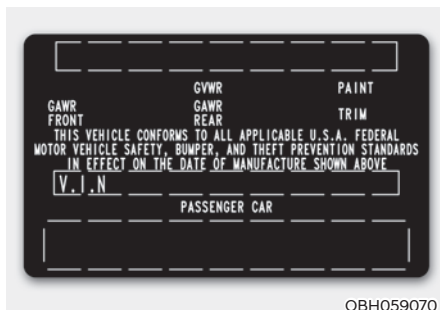 GVWR PAINT
GAWR FRONT GAWR REAR TRIM
THIS VEHICLE CONFORMS TO ALL APPLICABLE U.S.A. FEDERAL
MOTOR VEHICLE SAFETY, BUMPER, AND THEFT PREVENTION STANDARDS
IN EFFECT ON THE DATE OF MANUFACTURE SHOWN ABOVE
V.I.N
PASSENGER CAR
OBH059070